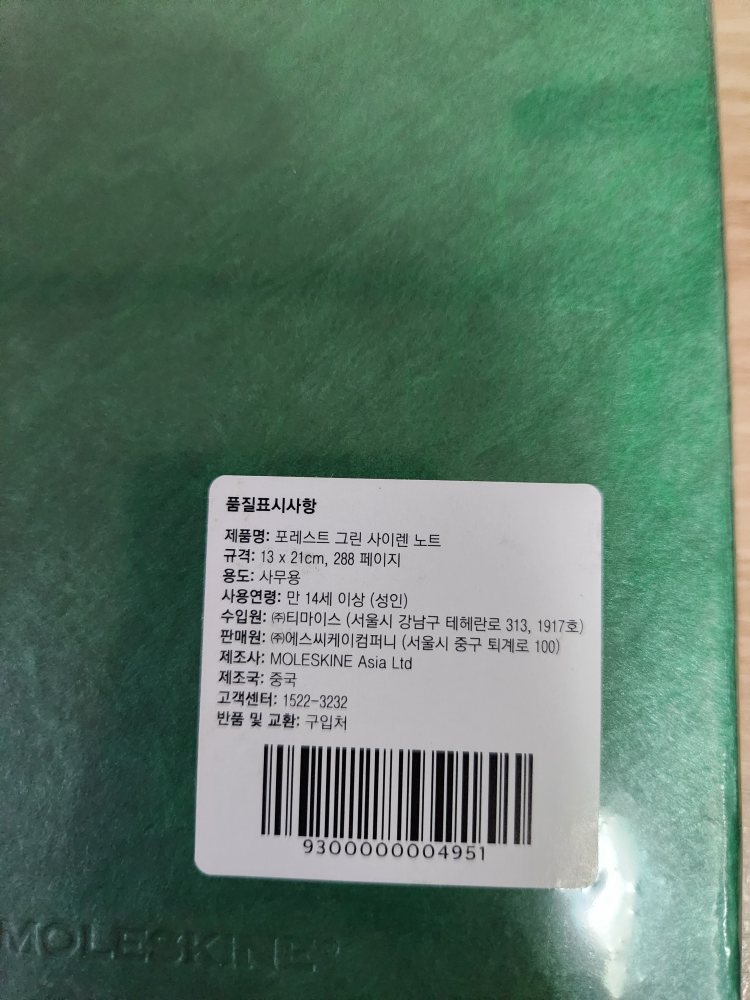 품질표시사항
제품명: 포레스트 그린 사이렌 노트
규격: 13 x 21cm, 288 페이지
용도: 사무용
사용연령: 만 14세 이상 (성인)
수입원: ㈜티마이스 (서울시 강남구 테헤란로 313, 1917호)
판매원: ㈜에스씨케이컴퍼니 (서울시 중구 퇴계로 100)
제조사: MOLESKINE Asia Ltd
제조국: 중국
고객센터: 1522-3232
반품 및 교환: 구입처
9300000004951
MOLESKINE®